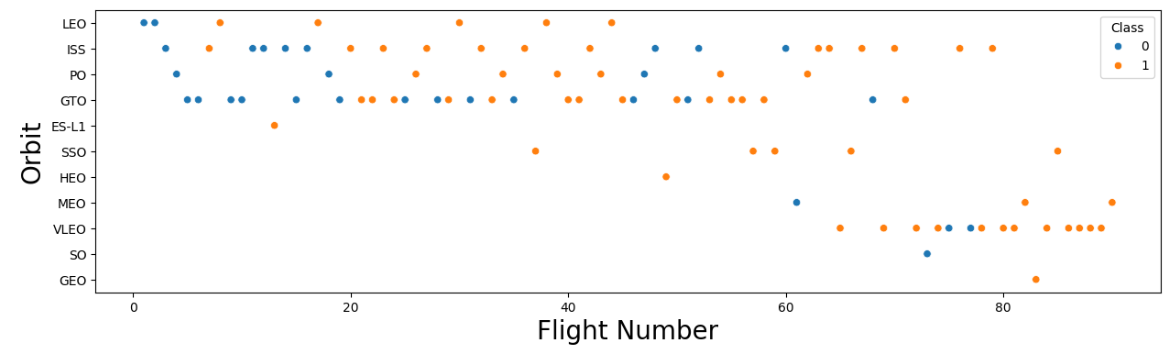 LEO
ISS
PO
GTO
ES-L1
SSO
HEO
MEO
VLEO
SO
GEO
Orbit
Class
0
1
0 20 40 60 80
Flight Number